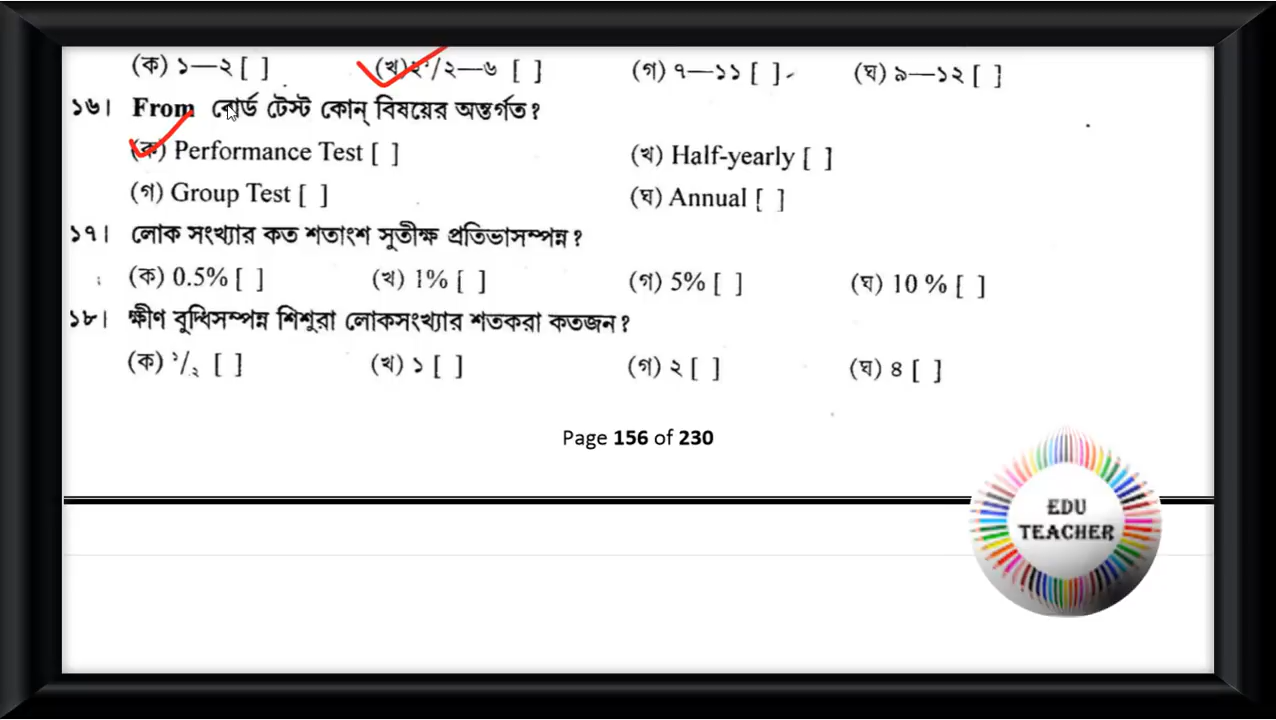 (ক) ১—২ [ ] (খ) ২১/২—৬ [ ] (গ) ৭—১১ [ ] (ঘ) ৯—১২ [ ]
১৬। From বোর্ড টেস্ট কোন্ বিষয়ের অন্তর্গত?
(ক) Performance Test [ ] (খ) Half-yearly [ ]
(গ) Group Test [ ] (ঘ) Annual [ ]
১৭। লোক সংখ্যার কত শতাংশ সুতীক্ষ প্রতিভাসম্পন্ন?
(ক) 0.5% [ ] (খ) 1% [ ] (গ) 5% [ ] (ঘ) 10 % [ ]
১৮। ক্ষীণ বুদ্ধিসম্পন্ন শিশুরা লোকসংখ্যার শতকরা কতজন?
(ক) ১/২ [ ] (খ) ১ [ ] (গ) ২ [ ] (ঘ) ৪ [ ]
Page 156 of 230
EDU
TEACHER